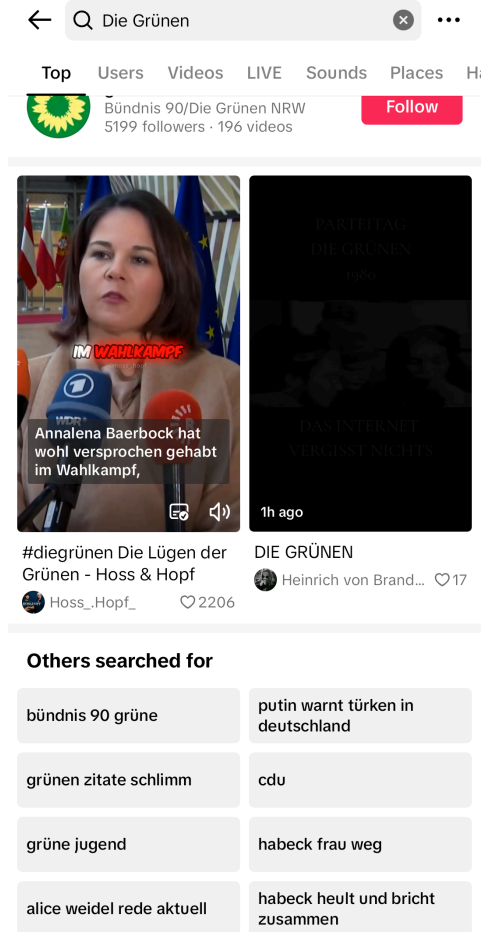 Die Grünen
Top Users Videos LIVE Sounds Places
Bündnis 90/Die Grünen NRW
5199 followers · 196 videos
Follow
IM WAHLKAMPF
WDR
Annalena Baerbock hat
wohl versprochen gehabt
im Wahlkampf,
PARTEITAG
DIE GRÜNEN
1980
DAS INTERNET
VERGISST NICHTS
1h ago
#diegrünen Die Lügen der
Grünen - Hoss & Hopf
Hoss_.Hopf_ 2206
DIE GRÜNEN
Heinrich von Brand... 17
Others searched for
bündnis 90 grüne
putin warnt türken in
deutschland
grünen zitate schlimm
cdu
grüne jugend
habeck frau weg
alice weidel rede aktuell
habeck heult und bricht
zusammen